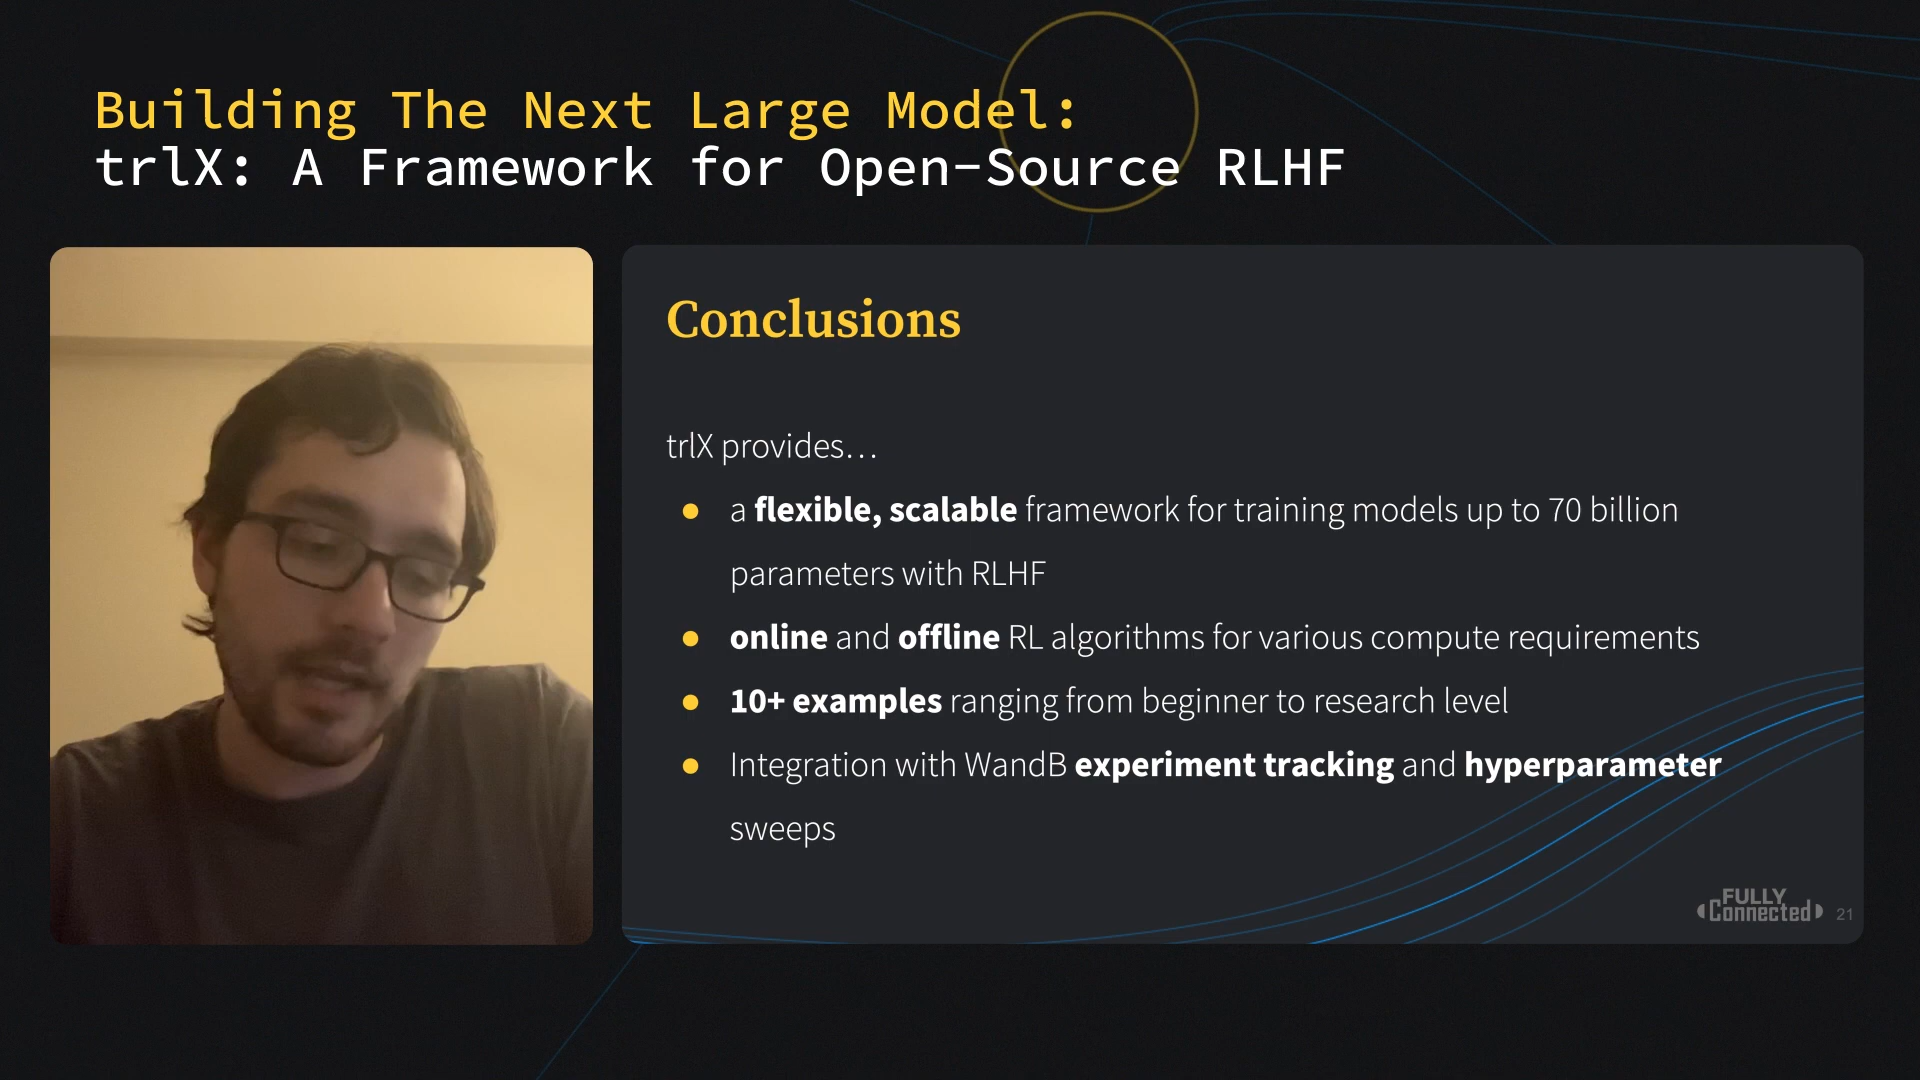 Building The Next Large Model:
trlX: A Framework for Open-Source RLHF
Conclusions
trlX provides…
● a flexible, scalable framework for training models up to 70 billion
parameters with RLHF
● online and offline RL algorithms for various compute requirements
● 10+ examples ranging from beginner to research level
● Integration with WandB experiment tracking and hyperparameter
sweeps
FULLY
Connected
21